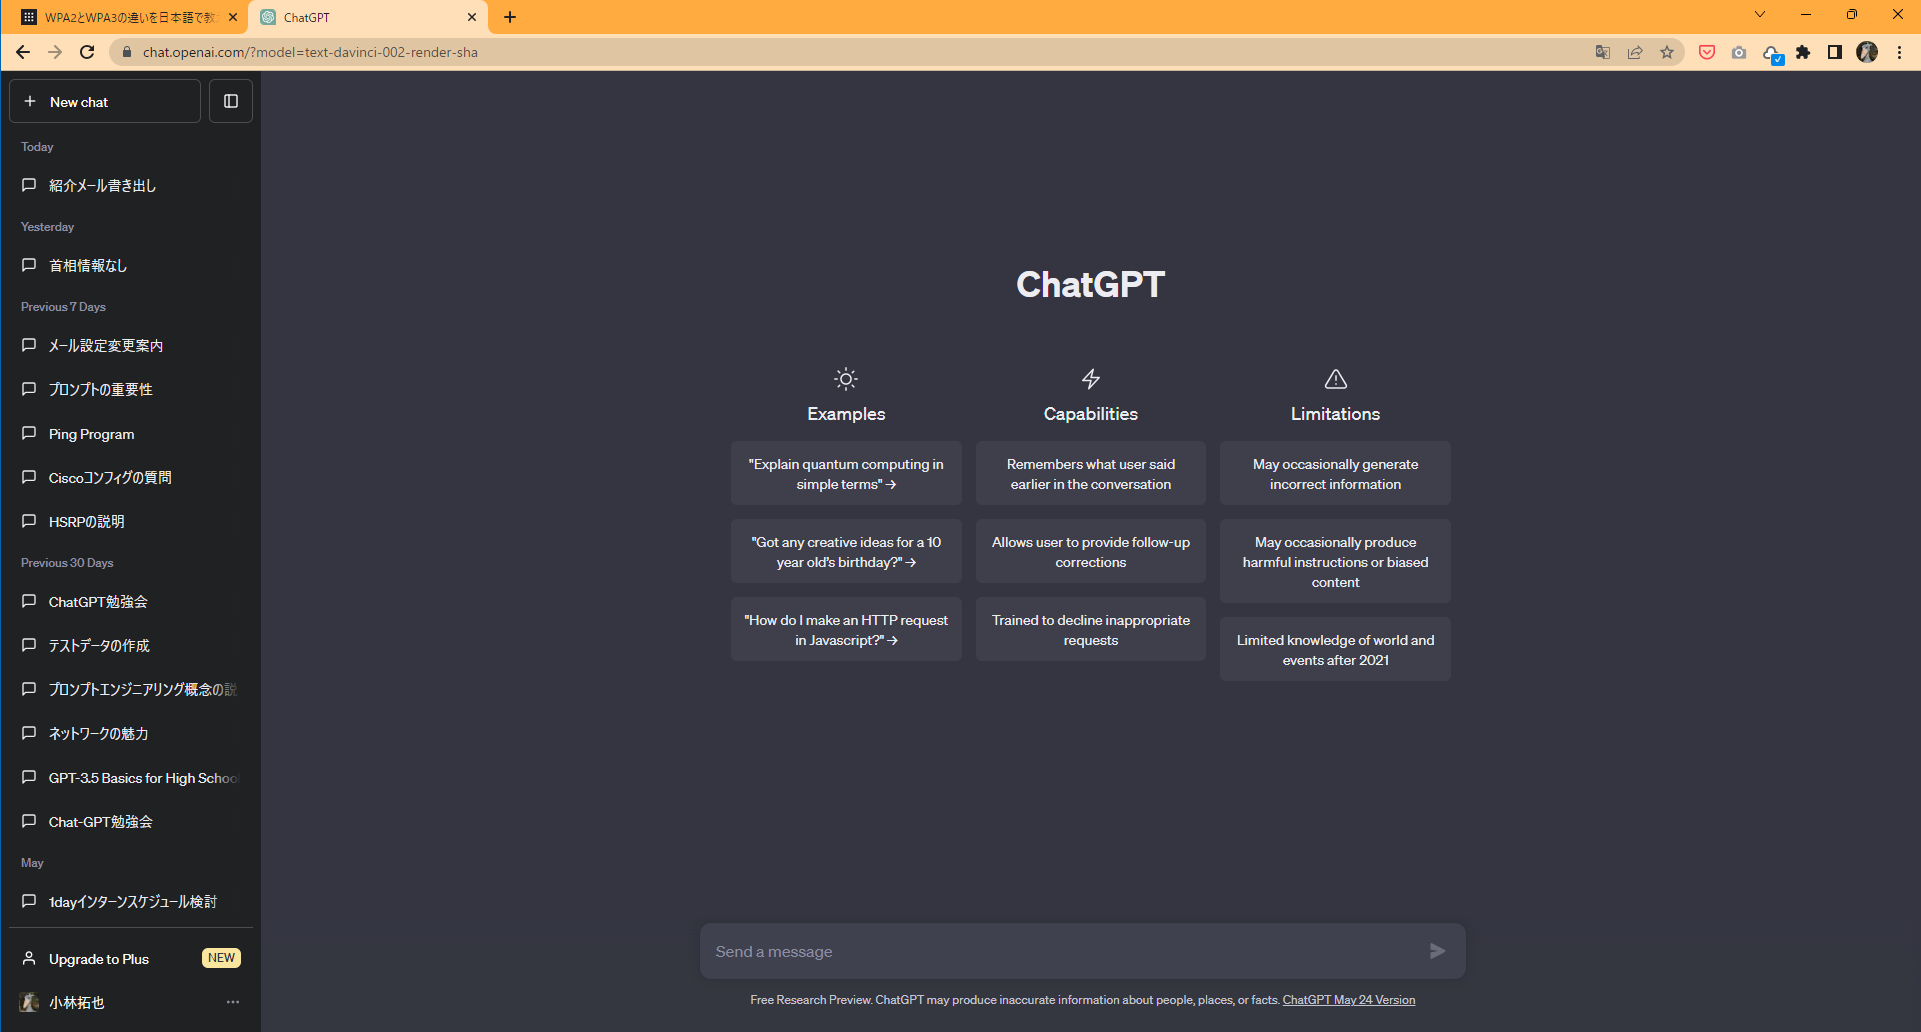 WPA2とWPA3の違いを日本語で教
ChatGPT
chat.openai.com/?model=text-davinci-002-render-sha
New chat
Today
紹介メール書き出し
Yesterday
首相情報なし
Previous 7 Days
メール設定変更案内
プロンプトの重要性
Ping Program
Ciscoコンフィグの質問
HSRPの説明
Previous 30 Days
ChatGPT勉強会
テストデータの作成
プロンプトエンジニアリング概念の説
ネットワークの魅力
GPT-3.5 Basics for High School
Chat-GPT勉強会
May
1dayインターンスケジュール検討
Upgrade to Plus
NEW
小林拓也
ChatGPT
Examples
"Explain quantum computing in
simple terms" →
"Got any creative ideas for a 10
year old’s birthday?" →
"How do I make an HTTP request
in Javascript?" →
Capabilities
Remembers what user said
earlier in the conversation
Allows user to provide follow-up
corrections
Trained to decline inappropriate
requests
Limitations
May occasionally generate
incorrect information
May occasionally produce
harmful instructions or biased
content
Limited knowledge of world and
events after 2021
Send a message
Free Research Preview. ChatGPT may produce inaccurate information about people, places, or facts. ChatGPT May 24 Version